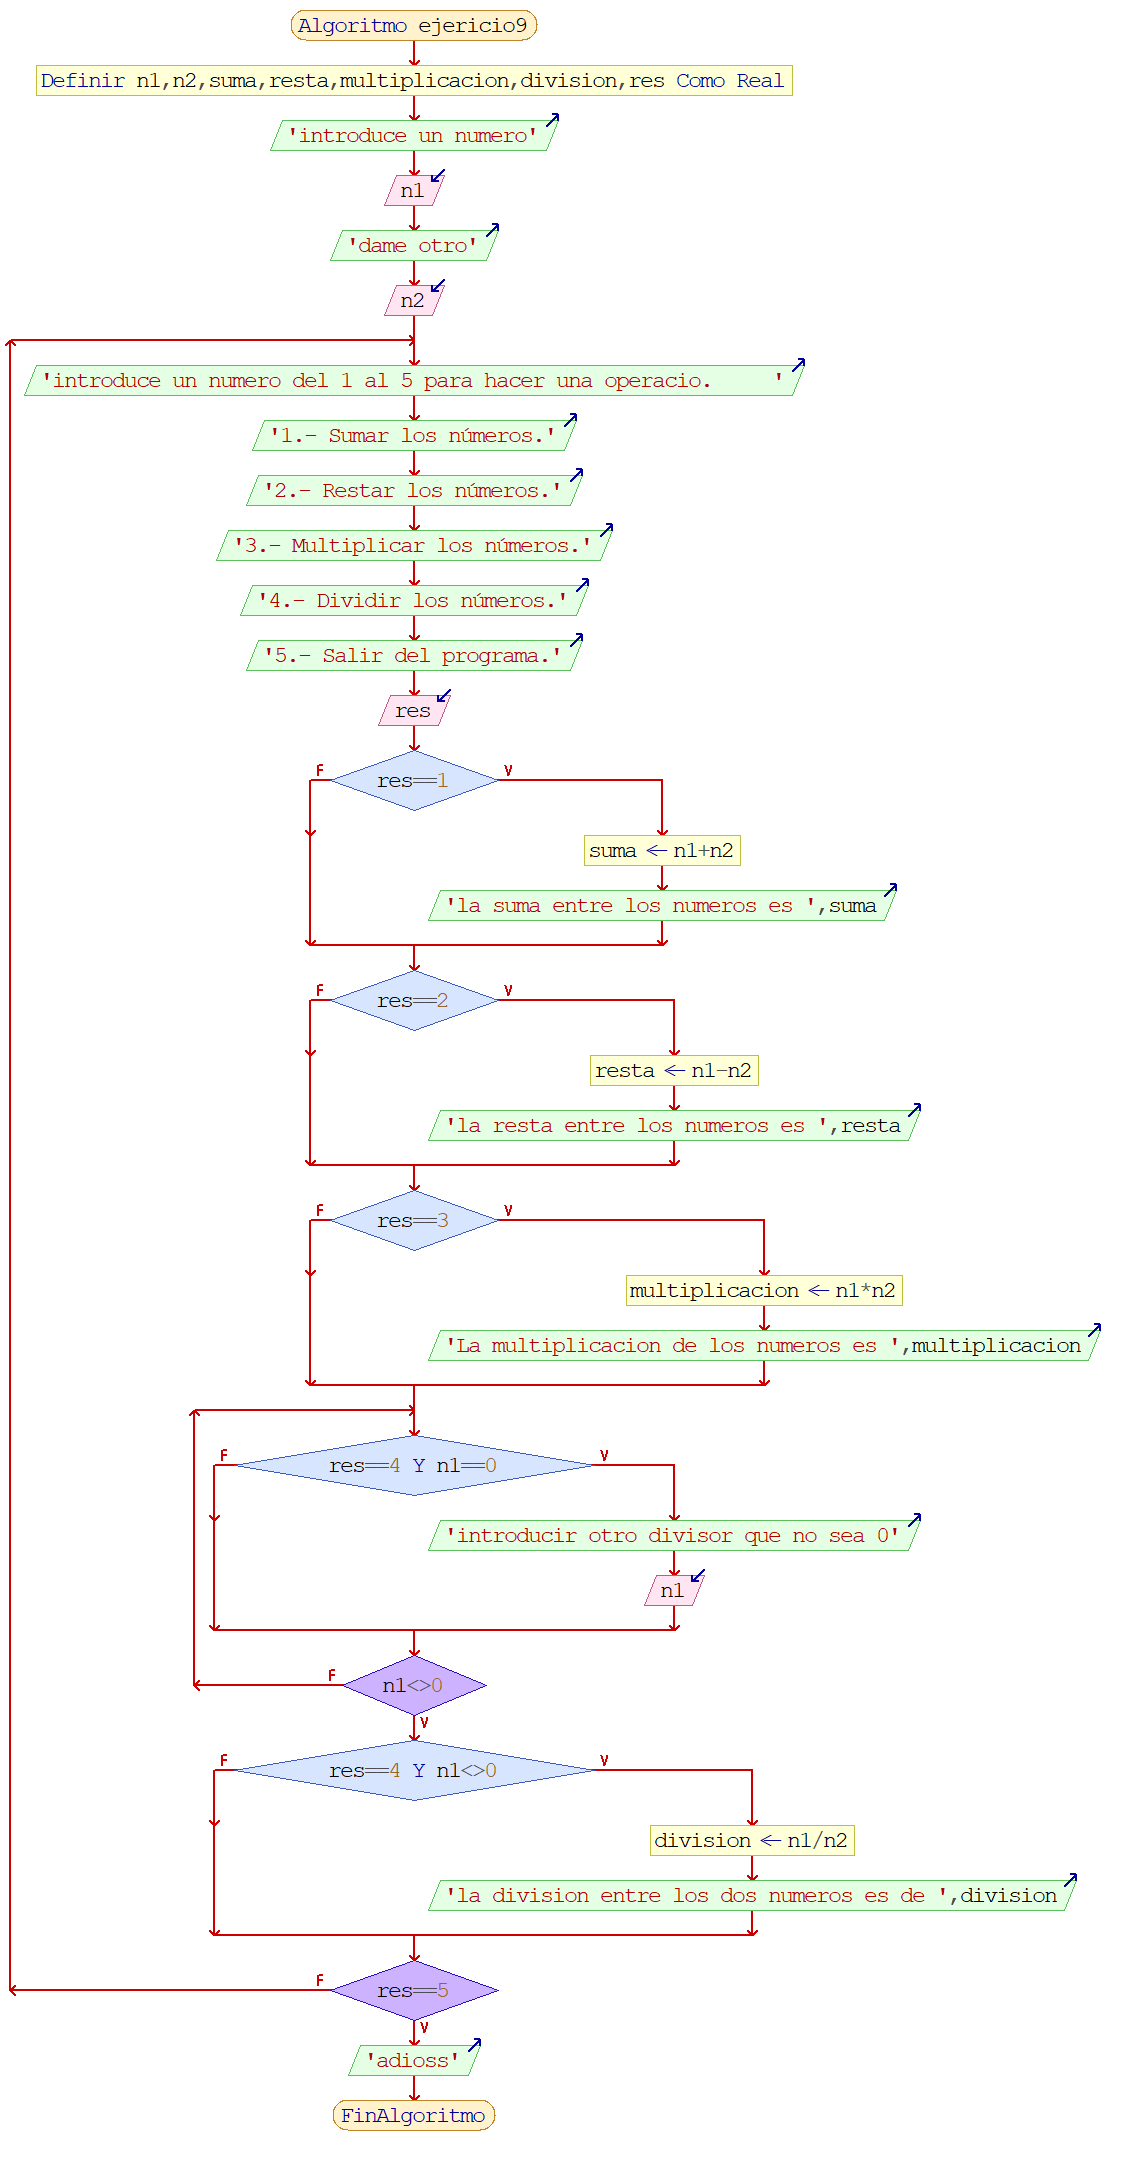 Algoritmo ejericio9
Definir n1,n2,suma,resta,multiplicacion,division,res Como Real
'introduce un numero'
n1
'dame otro'
n2
'introduce un numero del 1 al 5 para hacer una operacio.     '
'1.- Sumar los números.'
'2.- Restar los números.'
'3.- Multiplicar los números.'
'4.- Dividir los números.'
'5.- Salir del programa.'
res
F
res==1
V
suma ← n1+n2
'la suma entre los numeros es ',suma
F
res==2
V
resta ← n1-n2
'la resta entre los numeros es ',resta
F
res==3
V
multiplicacion ← n1*n2
'La multiplicacion de los numeros es ',multiplicacion
F
res==4 Y n1==0
V
'introducir otro divisor que no sea 0'
n1
F
n1<>0
V
F
res==4 Y n1<>0
V
division ← n1/n2
'la division entre los dos numeros es de ',division
F
res==5
V
'adioss'
FinAlgoritmo